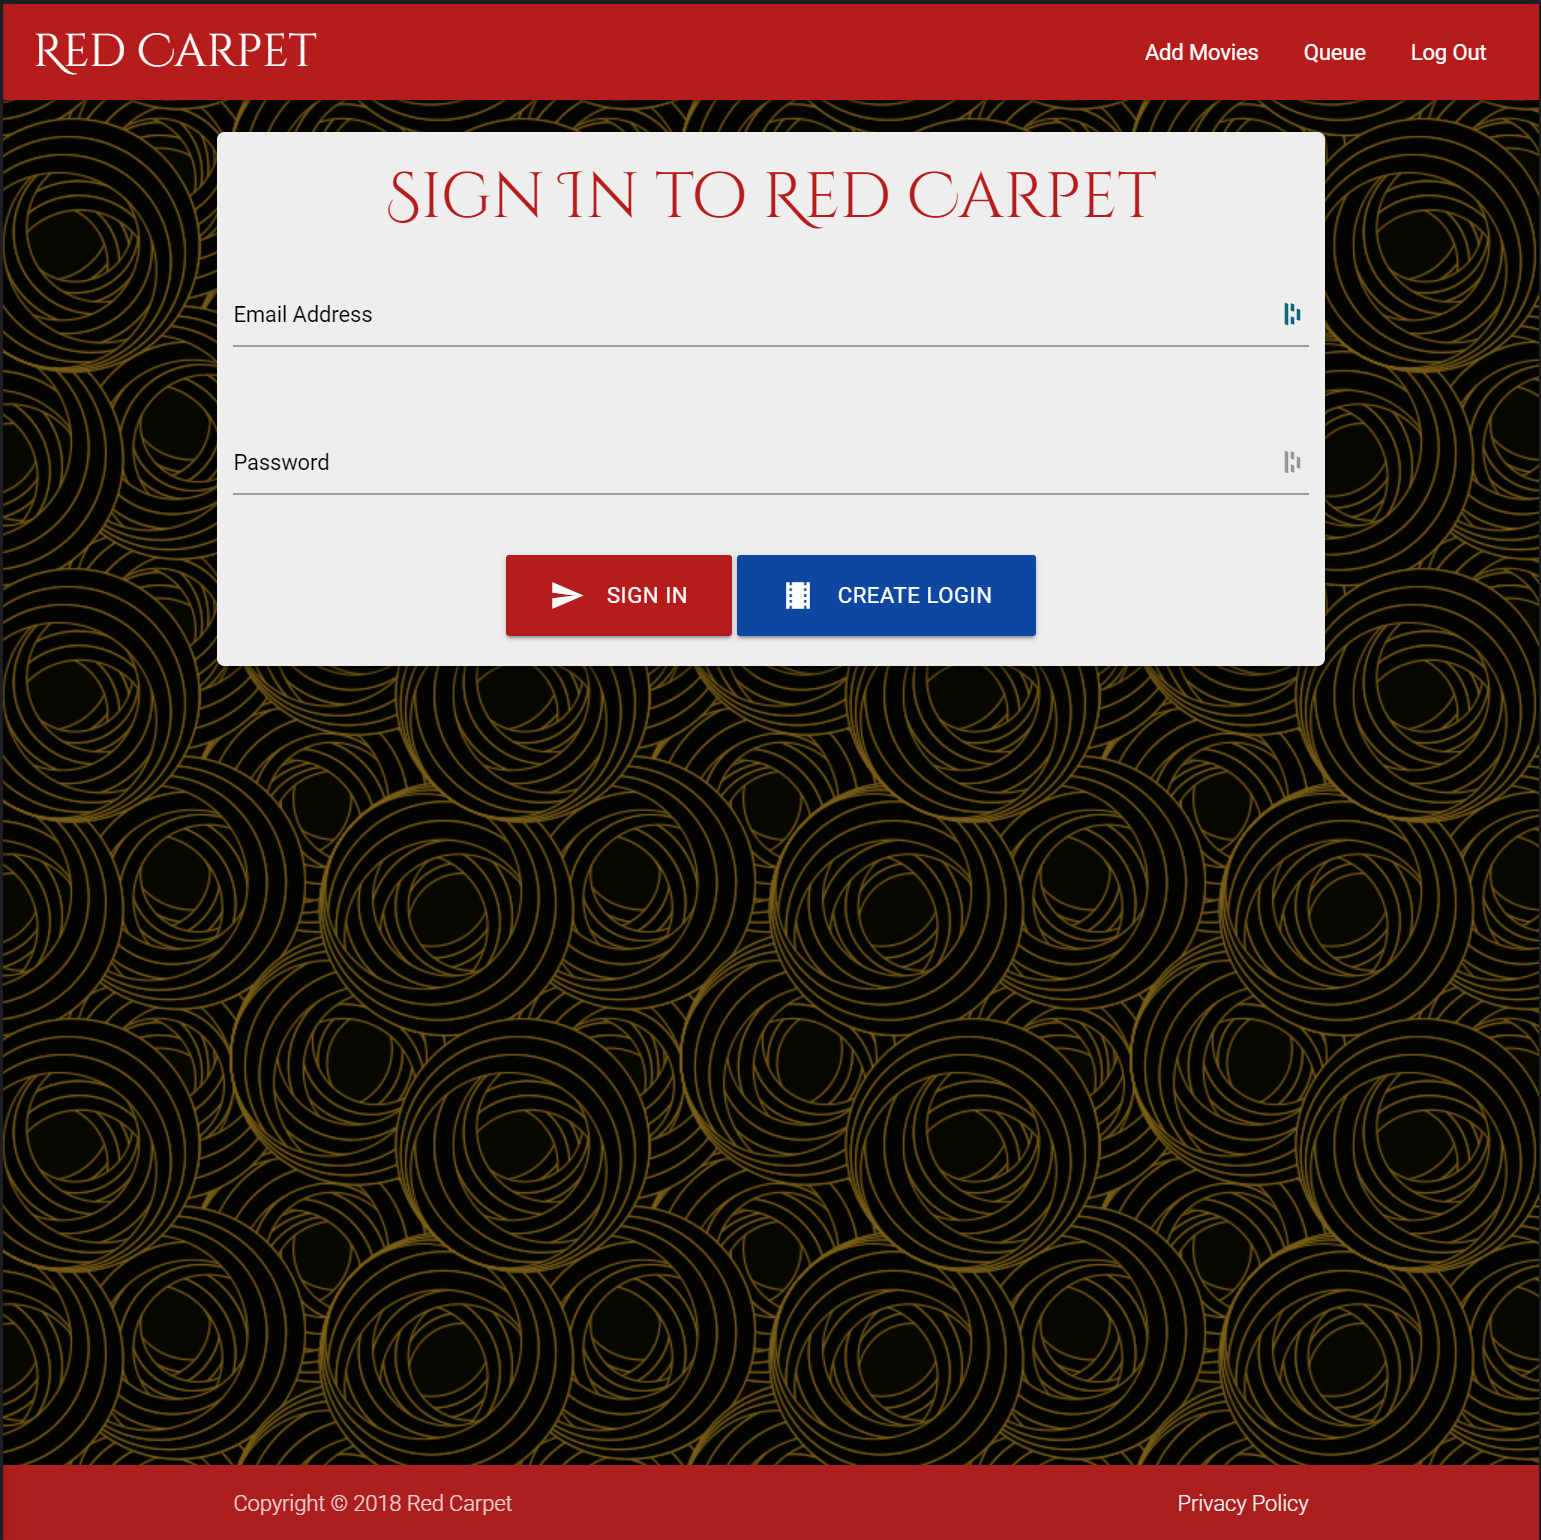 Red Carpet
Add Movies
Queue
Log Out
Sign In to Red Carpet
Email Address
Password
SIGN IN
CREATE LOGIN
Copyright © 2018 Red Carpet
Privacy Policy